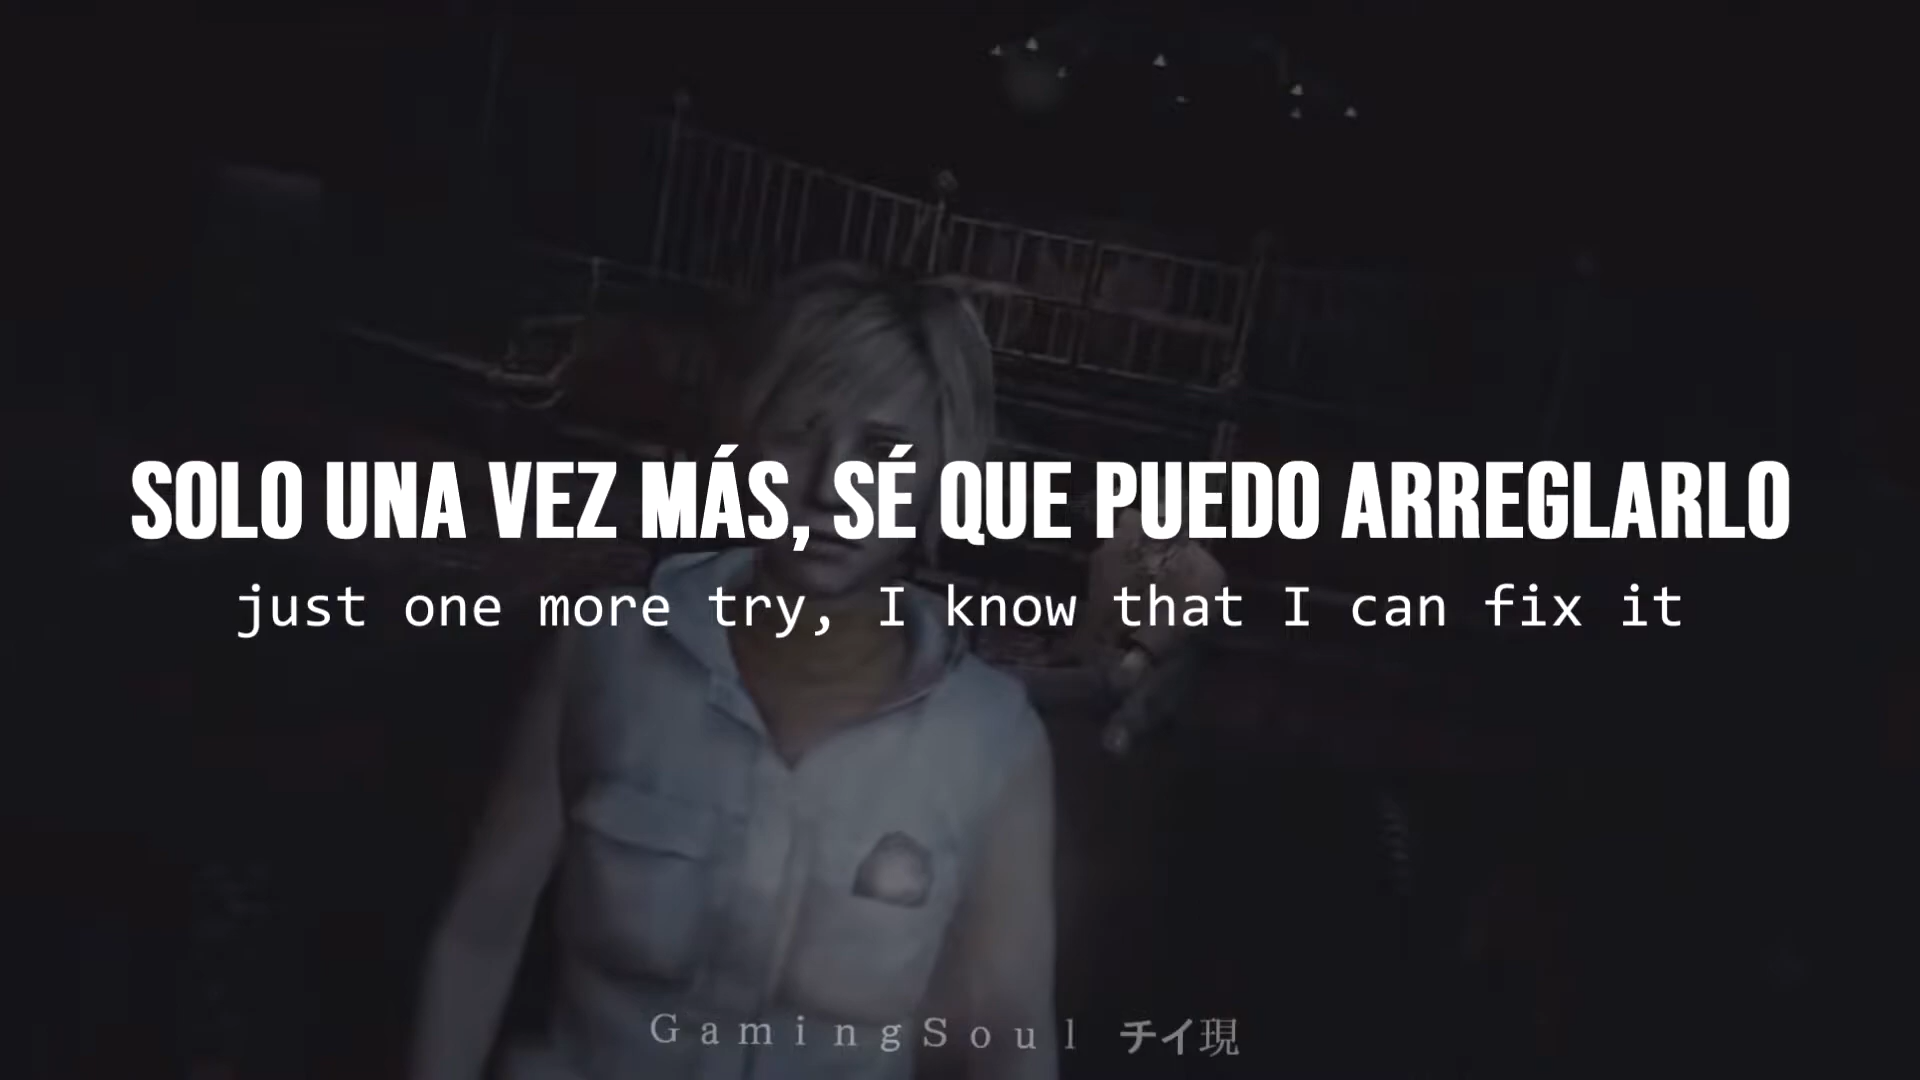 SOLO UNA VEZ MÁS, SÉ QUE PUEDO ARREGLARLO
just one more try, I know that I can fix it
GamingSoul チイ現